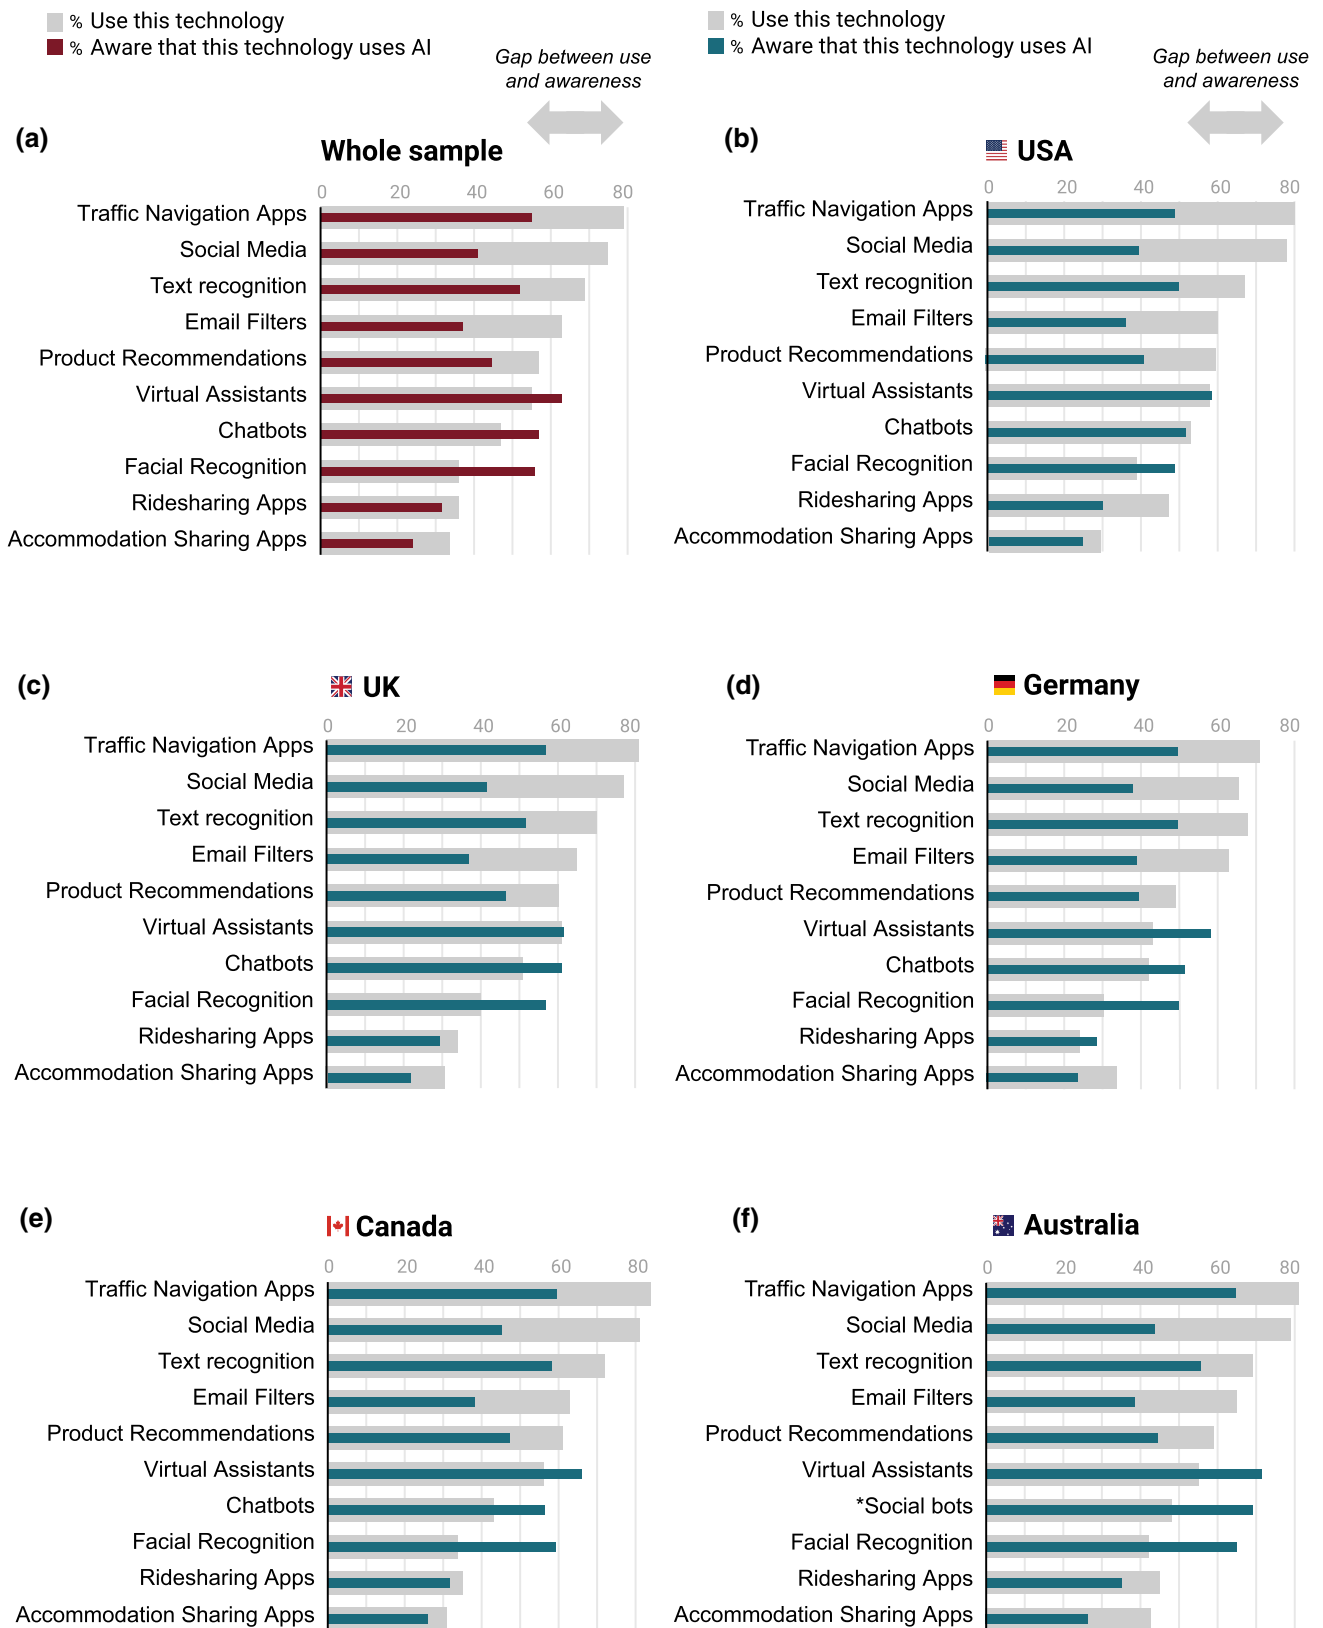 % Use this technology
% Aware that this technology uses AI
Gap between use
and awareness
% Use this technology
% Aware that this technology uses AI
Gap between use
and awareness
(a)
Whole sample
0 20 40 60 80
Traffic Navigation Apps
Social Media
Text recognition
Email Filters
Product Recommendations
Virtual Assistants
Chatbots
Facial Recognition
Ridesharing Apps
Accommodation Sharing Apps
(b)
USA
0 20 40 60 80
Traffic Navigation Apps
Social Media
Text recognition
Email Filters
Product Recommendations
Virtual Assistants
Chatbots
Facial Recognition
Ridesharing Apps
Accommodation Sharing Apps
(c)
UK
0 20 40 60 80
Traffic Navigation Apps
Social Media
Text recognition
Email Filters
Product Recommendations
Virtual Assistants
Chatbots
Facial Recognition
Ridesharing Apps
Accommodation Sharing Apps
(d)
Germany
0 20 40 60 80
Traffic Navigation Apps
Social Media
Text recognition
Email Filters
Product Recommendations
Virtual Assistants
Chatbots
Facial Recognition
Ridesharing Apps
Accommodation Sharing Apps
(e)
Canada
0 20 40 60 80
Traffic Navigation Apps
Social Media
Text recognition
Email Filters
Product Recommendations
Virtual Assistants
Chatbots
Facial Recognition
Ridesharing Apps
Accommodation Sharing Apps
(f)
Australia
0 20 40 60 80
Traffic Navigation Apps
Social Media
Text recognition
Email Filters
Product Recommendations
Virtual Assistants
*Social bots
Facial Recognition
Ridesharing Apps
Accommodation Sharing Apps